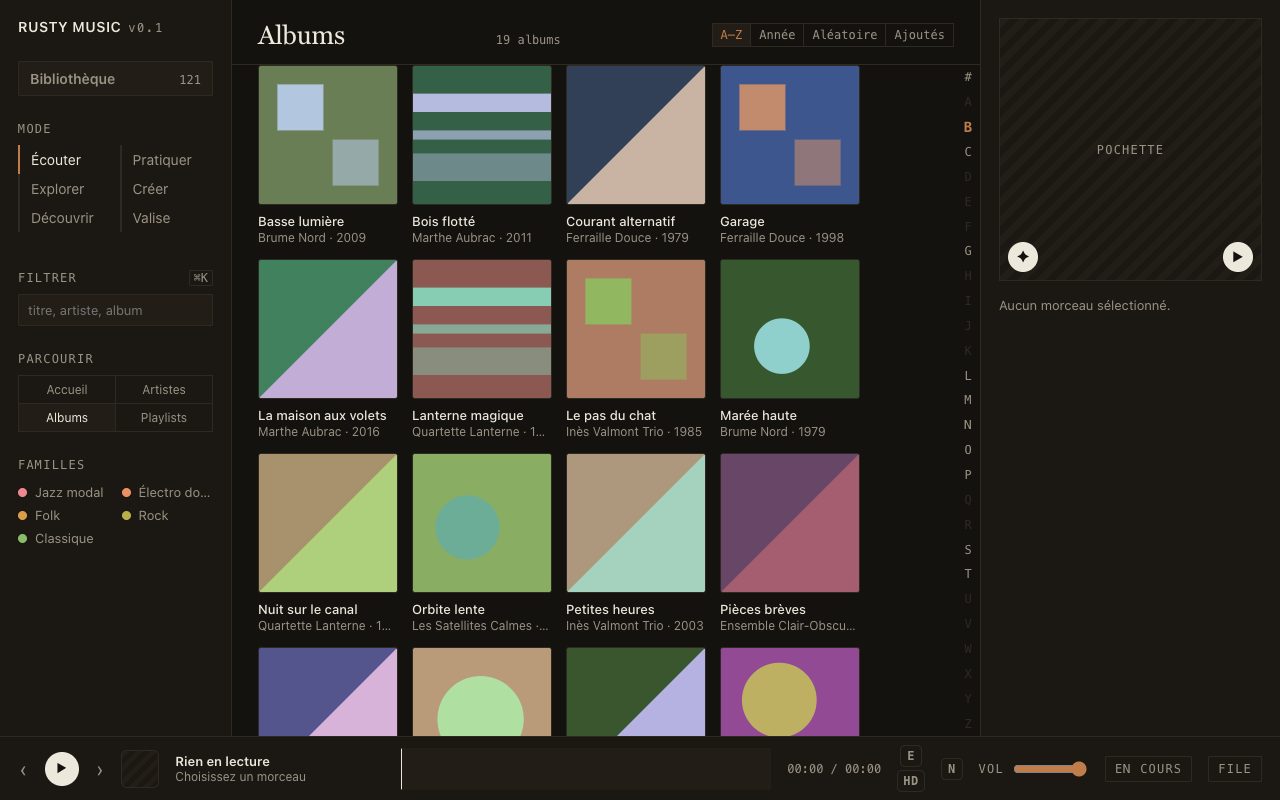 RUSTY MUSIC v0.1
Bibliothèque 121
MODE
Écouter Pratiquer
Explorer Créer
Découvrir Valise
FILTRER ⌘K
titre, artiste, album
PARCOURIR
Accueil Artistes
Albums Playlists
FAMILLES
Jazz modal Électro do…
Folk Rock
Classique
Albums 19 albums A–Z Année Aléatoire Ajoutés
Basse lumière Bois flotté Courant alternatif Garage
Brume Nord · 2009 Marthe Aubrac · 2011 Ferraille Douce · 1979 Ferraille Douce · 1998
La maison aux volets Lanterne magique Le pas du chat Marée haute
Marthe Aubrac · 2016 Quartette Lanterne · 1… Inès Valmont Trio · 1985 Brume Nord · 1979
Nuit sur le canal Orbite lente Petites heures Pièces brèves
Quartette Lanterne · 1… Les Satellites Calmes ·… Inès Valmont Trio · 2003 Ensemble Clair-Obscu…
#
A
B
C
D
E
F
G
H
I
J
K
L
M
N
O
P
Q
R
S
T
U
V
W
X
Y
Z
POCHETTE
Aucun morceau sélectionné.
Rien en lecture
Choisissez un morceau
00:00 / 00:00
E
HD
N
VOL
EN COURS
FILE